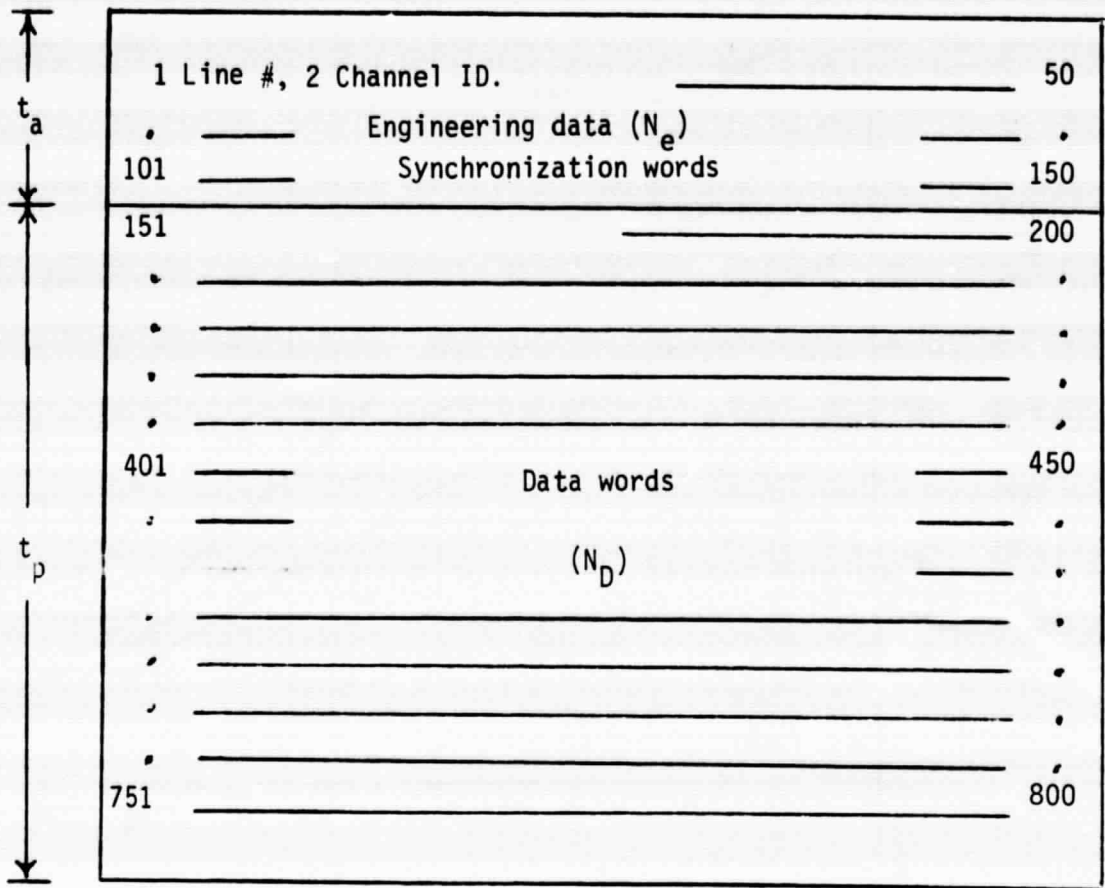 1 Line #, 2 Channel ID. 50
t_a
Engineering data (N_e)
101 Synchronization words 150
151 200
401 Data words 450
t_p
(N_D)
751 800